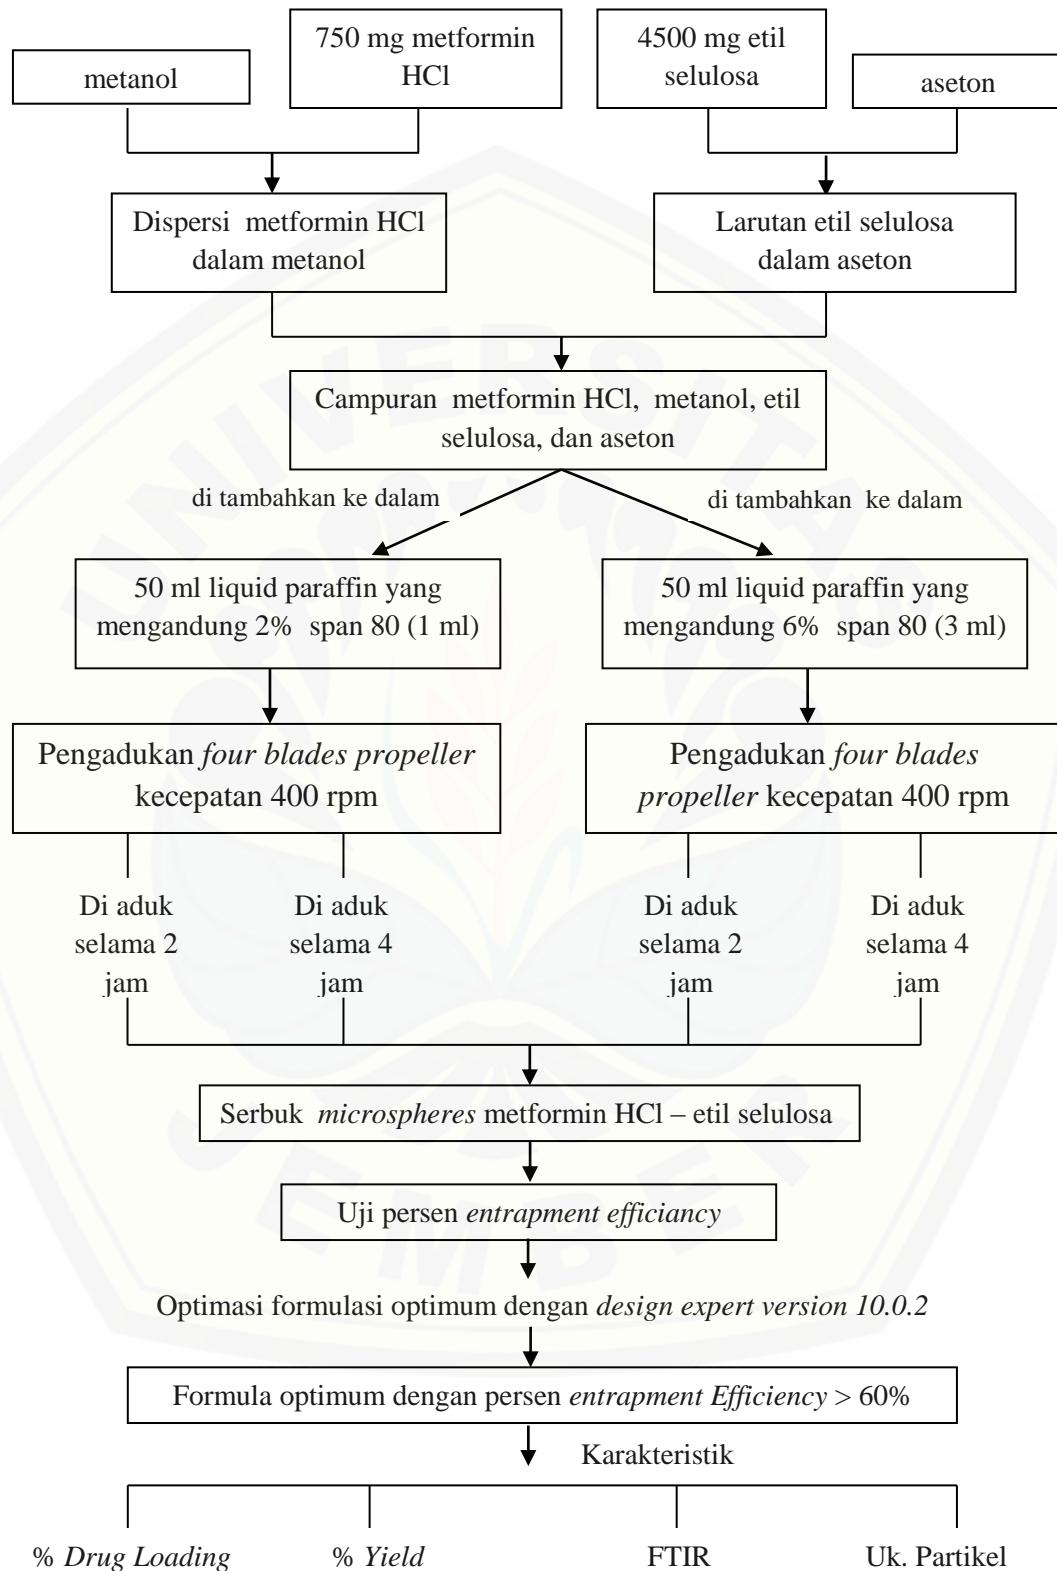 metanol
750 mg metformin
HCl
4500 mg etil
selulosa
aseton
Dispersi metformin HCl
dalam metanol
Larutan etil selulosa
dalam aseton
Campuran metformin HCl, metanol, etil
selulosa, dan aseton
di tambahkan ke dalam
di tambahkan ke dalam
50 ml liquid paraffin yang
mengandung 2% span 80 (1 ml)
50 ml liquid paraffin yang
mengandung 6% span 80 (3 ml)
Pengadukan four blades propeller
kecepatan 400 rpm
Pengadukan four blades
propeller kecepatan 400 rpm
Di aduk
selama 2
jam
Di aduk
selama 4
jam
Di aduk
selama 2
jam
Di aduk
selama 4
jam
Serbuk microspheres metformin HCl – etil selulosa
Uji persen entrapment efficiancy
Optimasi formulasi optimum dengan design expert version 10.0.2
Formula optimum dengan persen entrapment Efficiency > 60%
Karakteristik
% Drug Loading
% Yield
FTIR
Uk. Partikel
UNIVERSITAS
JEMBER